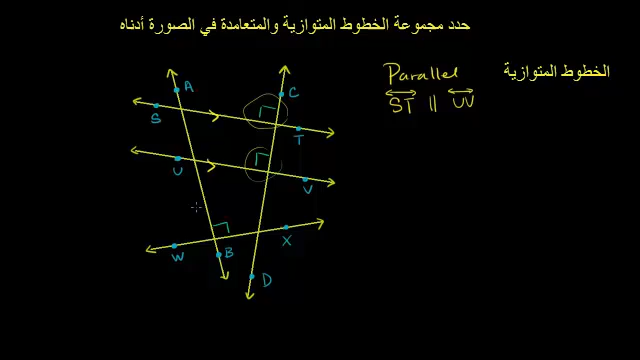 حدد مجموعة الخطوط المتوازية والمتعامدة في الصورة أدناه
Parallel الخطوط المتوازية
ST || UV
A
C
S
T
U
V
W
B
X
D